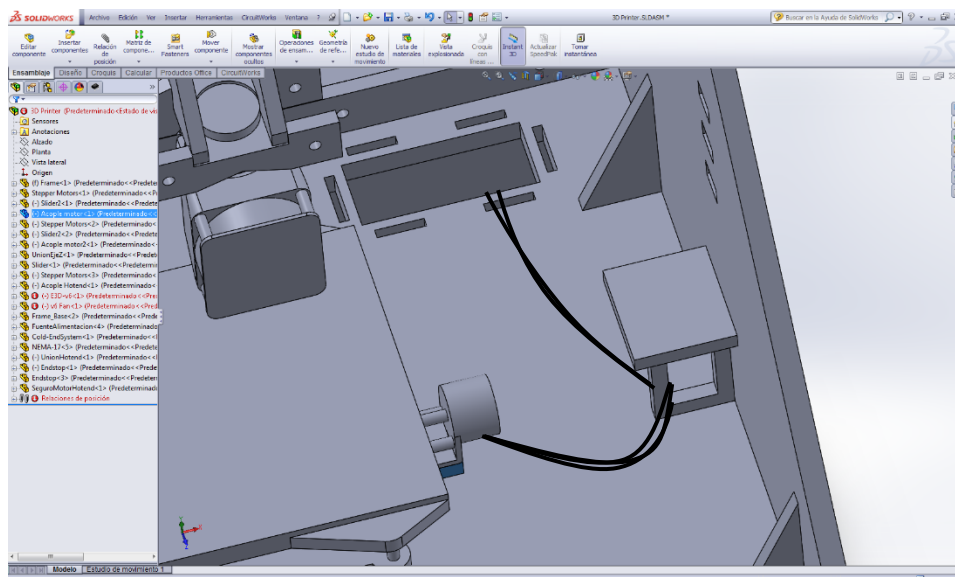 SOLIDWORKS Archivo Edición Ver Insertar Herramientas CircuitWorks Ventana ? 3D Printer.SLDASM * Buscar en la Ayuda de SolidWorks
Editar componente
Insertar componentes
Relación de posición
Matriz de compone...
Smart Fasteners
Mover componente
Mostrar componentes ocultos
Operaciones de ensam...
Geometría de refe...
Nuevo estudio de movimiento
Lista de materiales
Vista explosionada
Croquis con líneas ...
Instant 3D
Actualizar SpeedPak
Tomar instantánea
Ensamblaje Diseño Croquis Calcular Productos Office CircuitWorks
3D Printer (Predeterminado<Estado de vis
Sensores
Anotaciones
Alzado
Planta
Vista lateral
Origen
(f) Frame<1> (Predeterminado<<Predete
Stepper Motors<1> (Predeterminado<<P
(-) Slider2<1> (Predeterminado<<Predet
(-) Acople motor<1> (Predeterminado<<
(-) Stepper Motors<2> (Predeterminado<
(-) Slider2<2> (Predeterminado<<Predet
(-) Acople motor2<1> (Predeterminado<
UnionEjeZ<1> (Predeterminado<<Predet
Slider<1> (Predeterminado<<Predetermi
(-) Stepper Motors<3> (Predeterminado<
(-) Acople Hotend<1> (Predeterminado<
(-) E3D-v6<1> (Predeterminado<<Pre
(-) v6 Fan<1> (Predeterminado<<Pred
Frame_Base<2> (Predeterminado<<Prede
FuenteAlimentacion<4> (Predeterminado
Cold-EndSystem<1> (Predeterminado<<
NEMA-17<5> (Predeterminado<<Predete
(-) UnionHotend<1> (Predeterminado<<
(-) Endstop<1> (Predeterminado<<Prede
Endstop<3> (Predeterminado<<Predeter
SeguroMotorHotend<1> (Predeterminad
Relaciones de posición
Modelo Estudio de movimiento 1